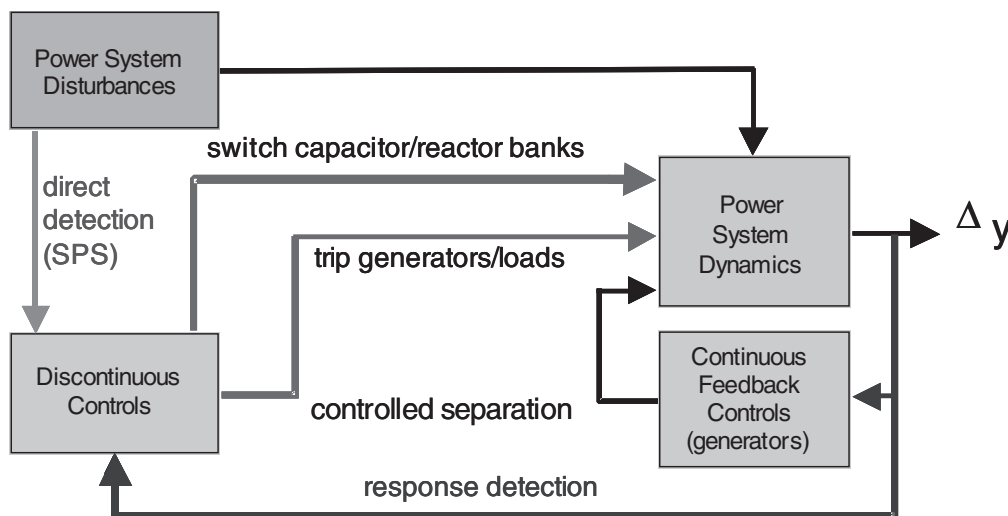 Power System
Disturbances
switch capacitor/reactor banks
direct
detection
(SPS)
trip generators/loads
Power
System
Dynamics
Δ y
Discontinuous
Controls
controlled separation
Continuous
Feedback
Controls
(generators)
response detection